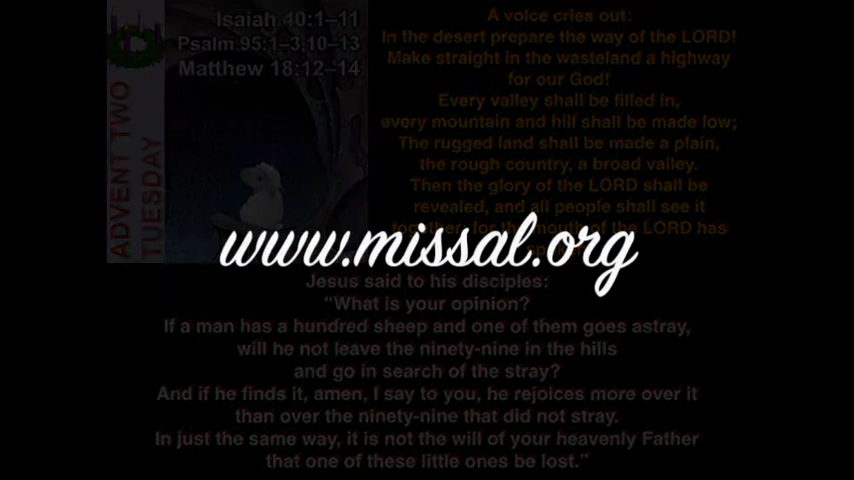 Isaiah.40:1–11
Psalm.95:1–3;10–13
Matthew 18:12–14
ADVENT TWO
TUESDAY
A voice cries out:
In the desert prepare the way of the LORD!
Make straight in the wasteland a highway
for our God!
Every valley shall be filled in,
every mountain and hill shall be made low;
The rugged land shall be made a plain,
the rough country, a broad valley.
Then the glory of the LORD shall be
revealed, and all people shall see it
together; for the mouth of the LORD has
www.missal.org
Jesus said to his disciples:
“What is your opinion?
If a man has a hundred sheep and one of them goes astray,
will he not leave the ninety-nine in the hills
and go in search of the stray?
And if he finds it, amen, I say to you, he rejoices more over it
than over the ninety-nine that did not stray.
In just the same way, it is not the will of your heavenly Father
that one of these little ones be lost.”